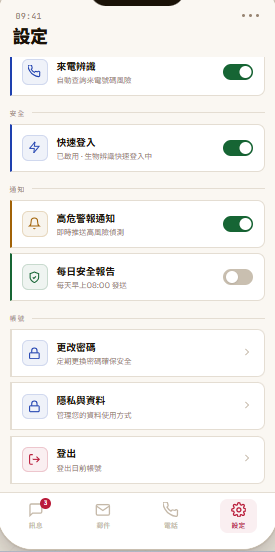 09:41
設定
來電辨識
自動查詢來電號碼風險
安全
快速登入
已啟用·生物辨識快速登入中
通知
高危警報通知
即時推送高風險偵測
每日安全報告
每天早上08:00 發送
帳號
更改密碼
定期更換密碼確保安全
隱私與資料
管理您的資料使用方式
登出
登出目前帳號
3
訊息
郵件
電話
設定